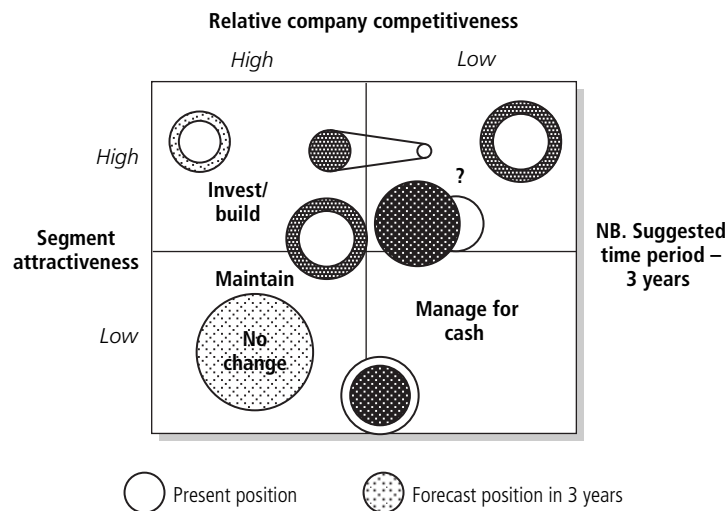 Relative company competitiveness
High
Low
High
?
Invest/
build
Segment
attractiveness
NB. Suggested
time period –
3 years
Maintain
Manage for
cash
Low
No
change
Present position
Forecast position in 3 years